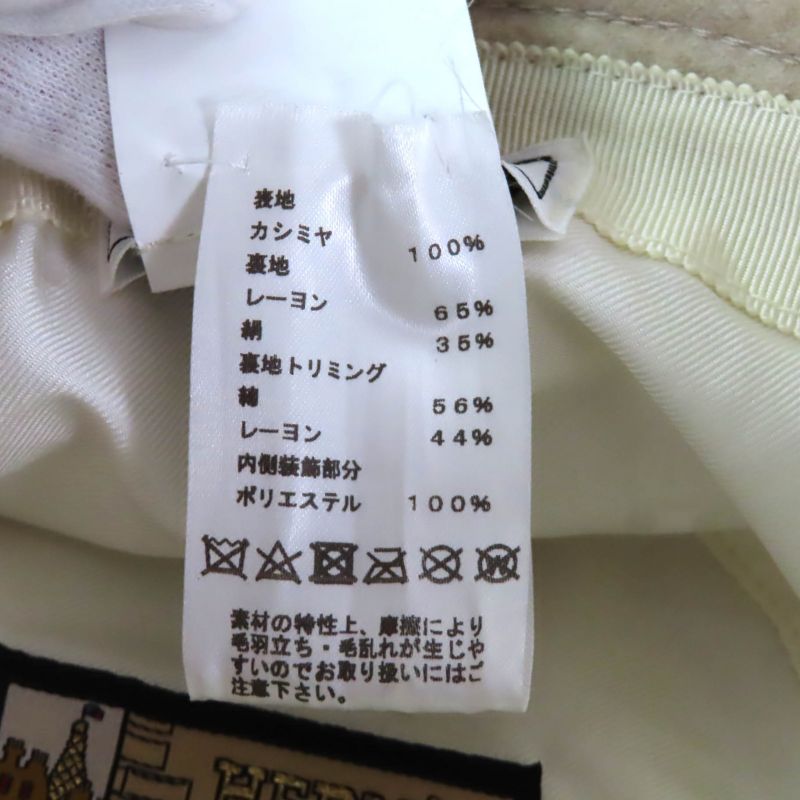 表地
カシミヤ 100%
裏地
レーヨン 65%
絹 35%
裏地トリミング
綿 56%
レーヨン 44%
内側装飾部分
ポリエステル 100%
W
素材の特性上、摩擦により
毛羽立ち・毛乱れが生じや
すいのでお取り扱いにはご
注意下さい。